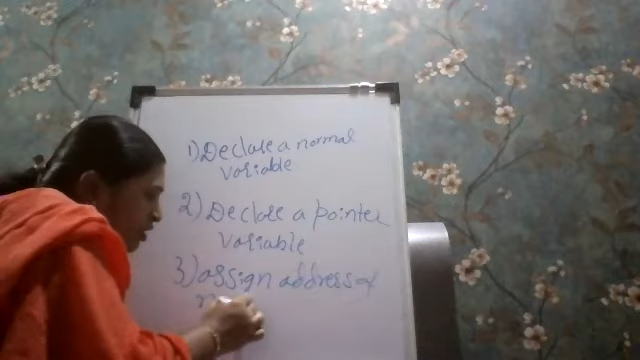 1) Declare a normal
variable
2) Declare a pointer
variable
3) assign address of
n